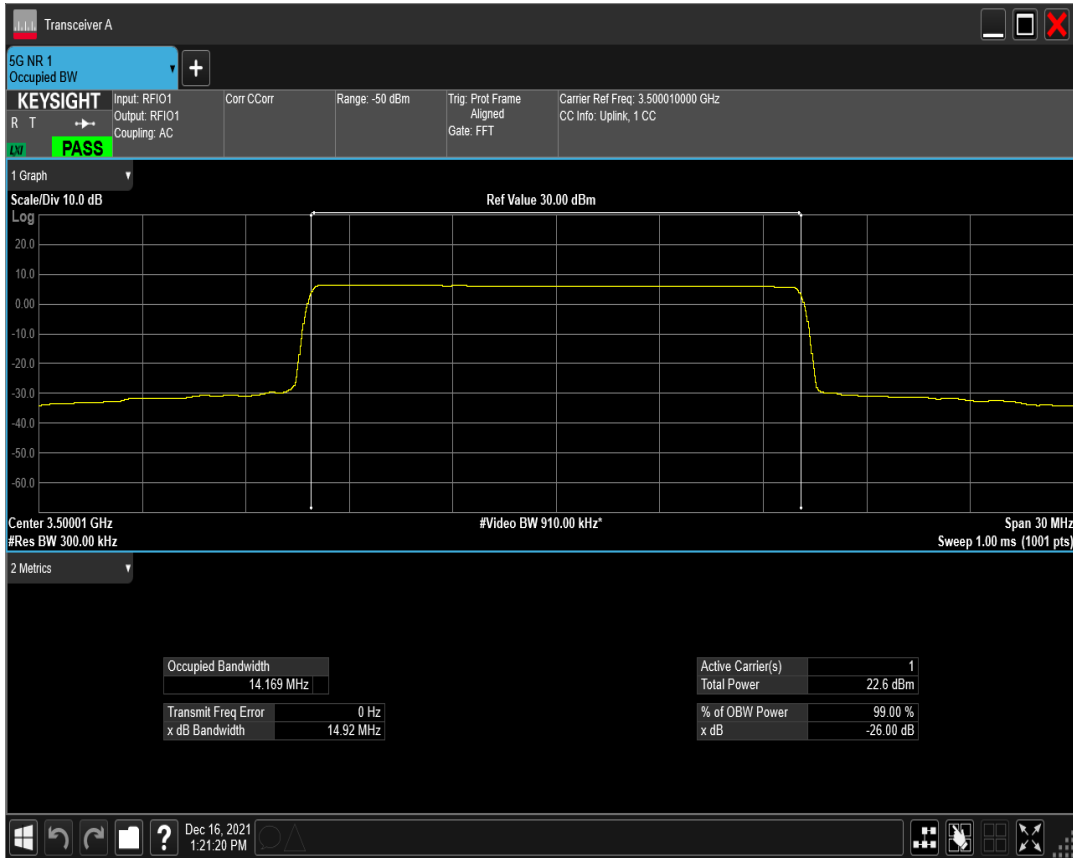 Transceiver A
5G NR 1
Occupied BW
KEYSIGHT
R T
LXI
PASS
Input: RFIO1
Output: RFIO1
Coupling: AC
Corr CCorr
Range: -50 dBm
Trig: Prot Frame
Aligned
Gate: FFT
Carrier Ref Freq: 3.500010000 GHz
CC Info: Uplink, 1 CC
1 Graph
Scale/Div 10.0 dB
Ref Value 30.00 dBm
Log
20.0
10.0
0.00
-10.0
-20.0
-30.0
-40.0
-50.0
-60.0
Center 3.50001 GHz
#Video BW 910.00 kHz*
Span 30 MHz
#Res BW 300.00 kHz
Sweep 1.00 ms (1001 pts)
2 Metrics
Occupied Bandwidth
14.169 MHz
Transmit Freq Error 0 Hz
x dB Bandwidth 14.92 MHz
Active Carrier(s) 1
Total Power 22.6 dBm
% of OBW Power 99.00 %
x dB -26.00 dB
?
Dec 16, 2021
1:21:20 PM